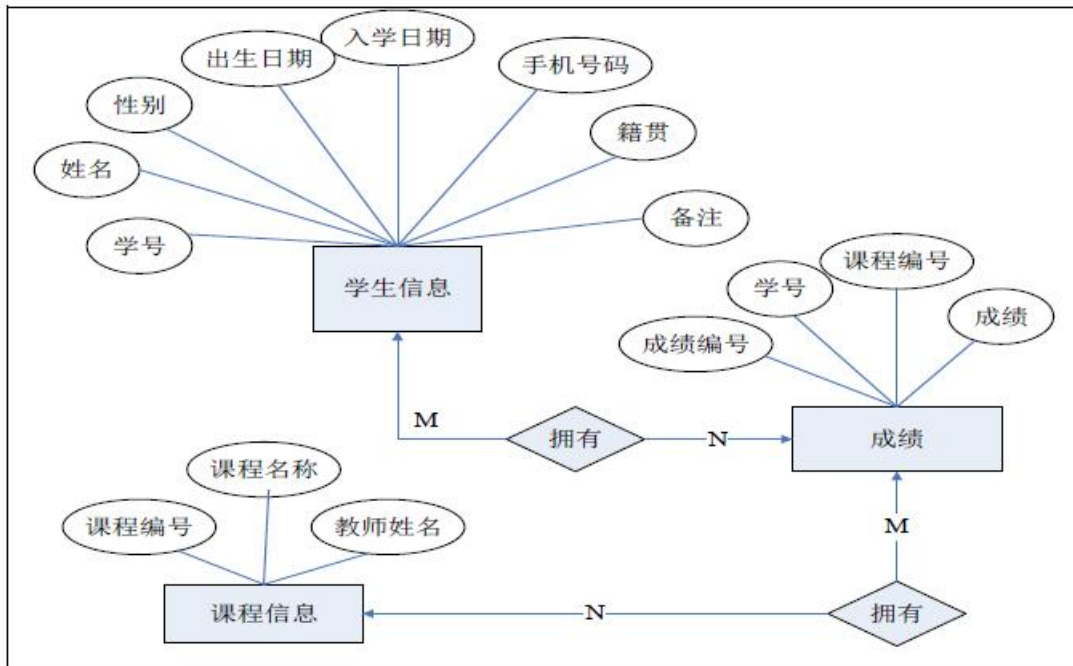 入学日期
出生日期
手机号码
性别
籍贯
姓名
备注
学号
学生信息
课程编号
学号
成绩
成绩编号
M
拥有
N
成绩
课程名称
课程编号
教师姓名
M
课程信息
N
拥有